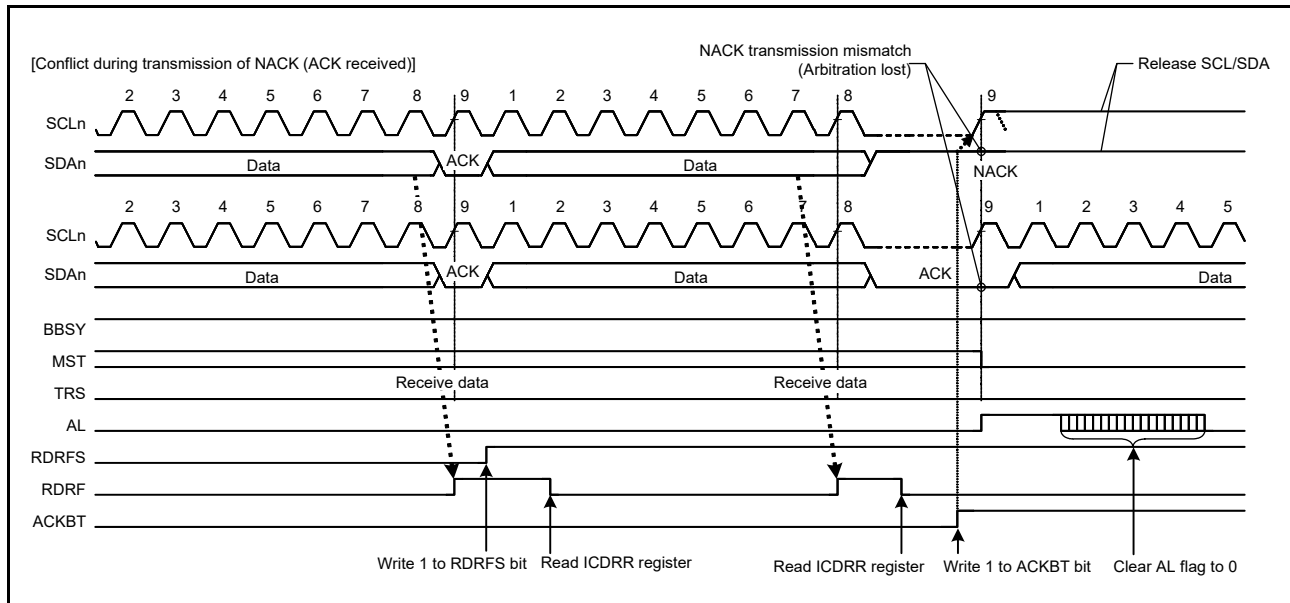 [Conflict during transmission of NACK (ACK received)]
NACK transmission mismatch
(Arbitration lost)
Release SCL/SDA
2 3 4 5 6 7 8 9 1 2 3 4 5 6 7 8 9
SCLn
SDAn Data ACK Data NACK
2 3 4 5 6 7 8 9 1 2 3 4 5 6 7 8 9 1 2 3 4 5
SCLn
SDAn Data ACK Data ACK Data
BBSY
MST
Receive data Receive data
TRS
AL
RDRFS
RDRF
ACKBT
Write 1 to RDRFS bit Read ICDRR register Read ICDRR register Write 1 to ACKBT bit Clear AL flag to 0